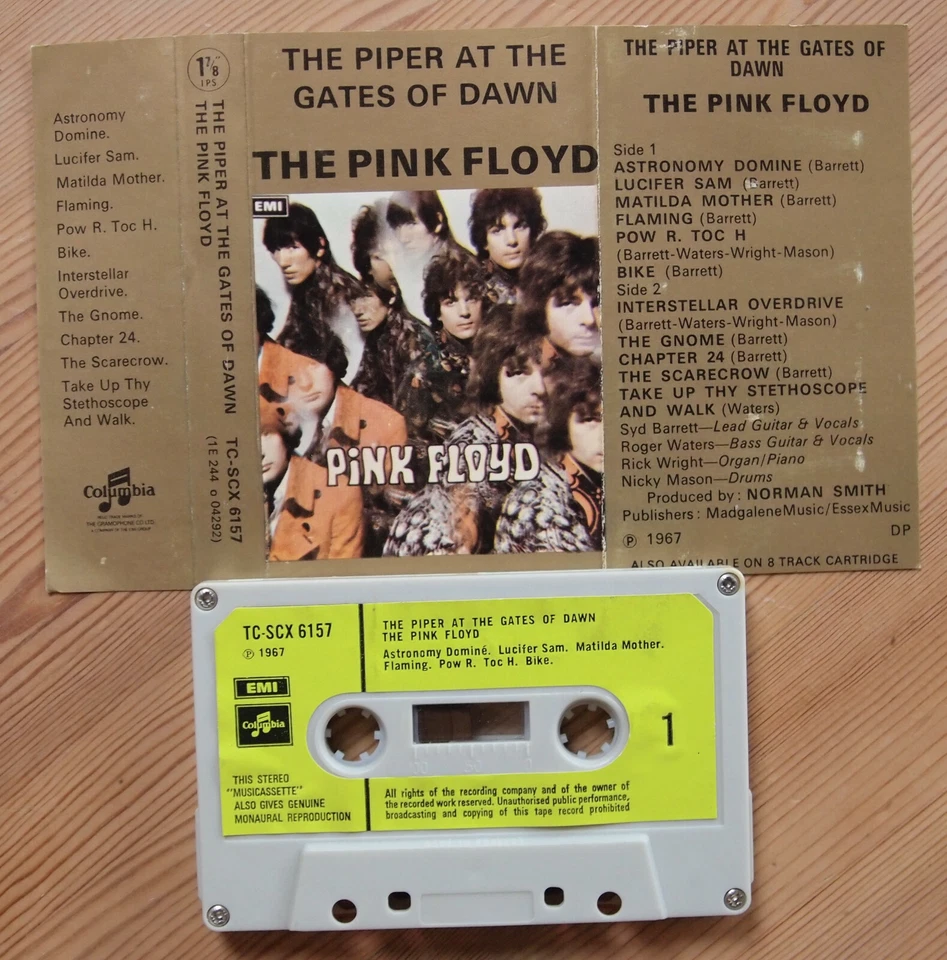 Astronomy
Domine.
Lucifer Sam.
Matilda Mother.
Flaming.
Pow R. Toc H.
Bike.
Interstellar
Overdrive.
The Gnome.
Chapter 24.
The Scarecrow.
Take Up Thy
Stethoscope
And Walk.
Columbia
THE GRAMOPHONE CO LTD.
1 7/8
IPS
THE PIPER AT THE GATES OF DAWN TC-SCX 6157
THE PINK FLOYD (1E 244 o 04292)
THE PIPER AT THE
GATES OF DAWN
THE PINK FLOYD
EMI
PiNK FLOYD
THE PIPER AT THE GATES OF
DAWN
THE PINK FLOYD
Side 1
ASTRONOMY DOMINE (Barrett)
LUCIFER SAM (Barrett)
MATILDA MOTHER (Barrett)
FLAMING (Barrett)
POW R. TOC H
(Barrett-Waters-Wright-Mason)
BIKE (Barrett)
Side 2
INTERSTELLAR OVERDRIVE
(Barrett-Waters-Wright-Mason)
THE GNOME (Barrett)
CHAPTER 24 (Barrett)
THE SCARECROW (Barrett)
TAKE UP THY STETHOSCOPE
AND WALK (Waters)
Syd Barrett—Lead Guitar & Vocals
Roger Waters—Bass Guitar & Vocals
Rick Wright—Organ/Piano
Nicky Mason—Drums
Produced by: NORMAN SMITH
Publishers: MadgaleneMusic/EssexMusic
Ⓟ 1967 DP
ALSO AVAILABLE ON 8 TRACK CARTRIDGE
TC-SCX 6157
Ⓟ 1967
EMI
Columbia
THIS STEREO
"MUSICASSETTE"
ALSO GIVES GENUINE
MONAURAL REPRODUCTION
THE PIPER AT THE GATES OF DAWN
THE PINK FLOYD
Astronomy Dominé. Lucifer Sam. Matilda Mother.
Flaming. Pow R. Toc H. Bike.
1
All rights of the recording company and of the owner of
the recorded work reserved. Unauthorised public performance,
broadcasting and copying of this tape record prohibited